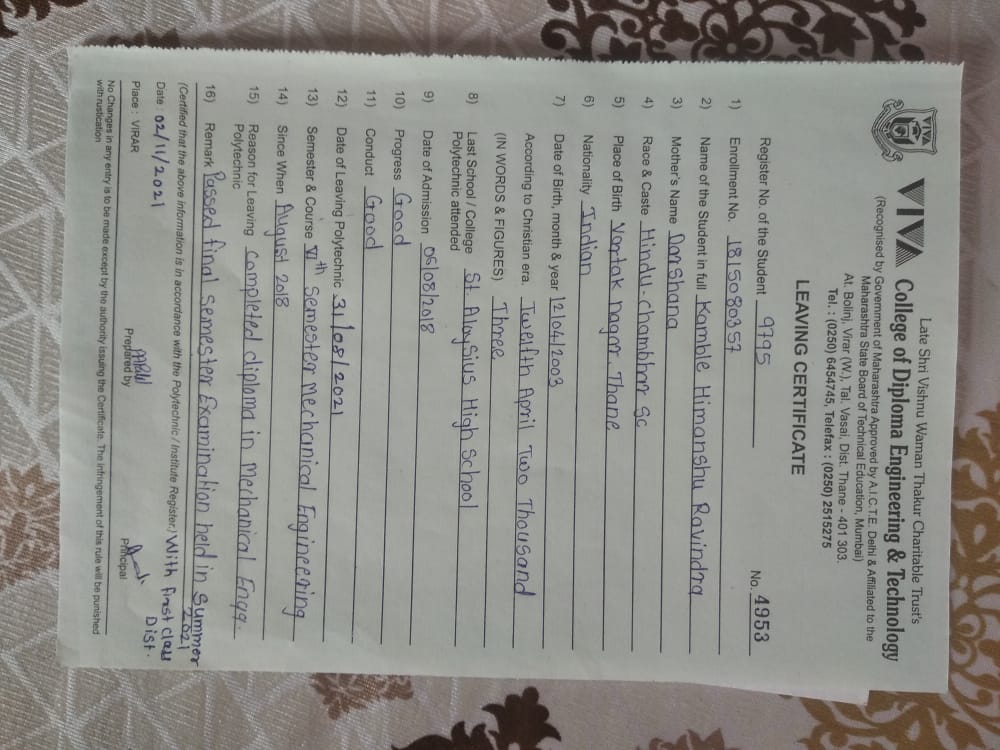 VIVA
Late Shri Vishnu Waman Thakur Charitable Trust's
VIVA College of Diploma Engineering & Technology
(Recognised by Government of Maharashtra Approved by A.I.C.T.E. Delhi & Affiliated to the
Maharashtra State Board of Technical Education, Mumbai)
At. Bolinj, Virar (W.), Tal. Vasai, Dist. Thane - 401 303.
Tel. : (0250) 6454745, Telefax : (0250) 2515275
LEAVING CERTIFICATE
Register No. of the Student 9795 No. 4953
1) Enrollment No. 1815080357
2) Name of the Student in full Kamble Himanshu Ravindra
3) Mother's Name Darshana
4) Race & Caste Hindu-Chambhar SC
5) Place of Birth Vartak nagar, Thane
6) Nationality Indian
7) Date of Birth, month & year 12/04/2003
According to Christian era. Twelfth April Two Thousand
(IN WORDS & FIGURES) Three
8) Last School / College St. Aloysius High School
Polytechnic attended
9) Date of Admission 06/08/2018
10) Progress Good
11) Conduct Good
12) Date of Leaving Polytechnic 31/08/2021
13) Semester & Course VIth Semester Mechanical Engineering
14) Since When August 2018
15) Reason for Leaving completed diploma in Mechanical Engg.
Polytechnic
16) Remark Passed final semester Examination held in Summer
2021
(Certified that the above information is in accordance with the Polytechnic / Institute Register.) With first class
Dist.
Date : 02/11/2021
Place : VIRAR
Prepared by Principal
No Changes in any entry is to be made except by the authority issuing the Certificate. The infringement of this rule will be punished
with rustication